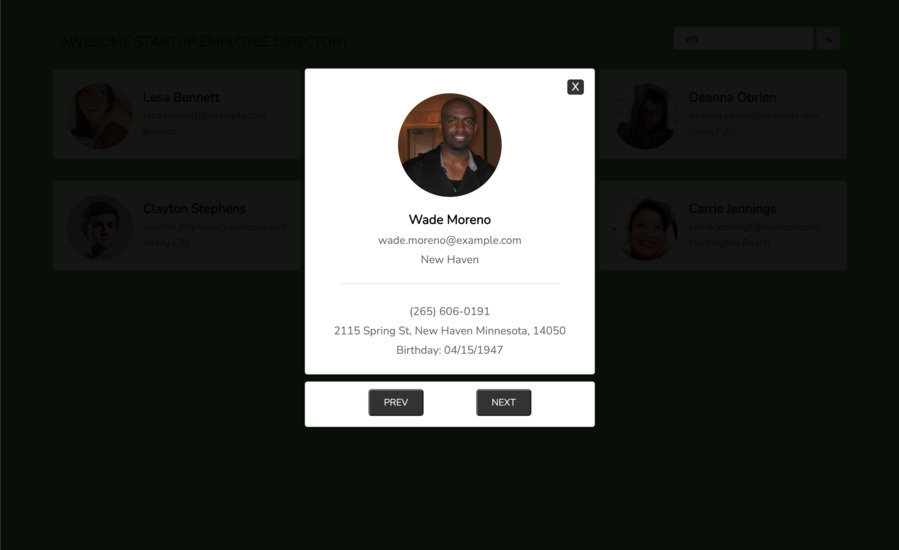 AWESOME STARTUP EMPLOYEE DIRECTORY
en
Lesa Bennett
lesa.bennett@example.com
Billings
Deanna Obrien
deanna.obrien@example.com
Great Falls
Clayton Stephens
clayton.stephens@example.com
Jersey City
Carrie Jennings
carrie.jennings@example.com
Huntington Beach
X
Wade Moreno
wade.moreno@example.com
New Haven
(265) 606-0191
2115 Spring St, New Haven Minnesota, 14050
Birthday: 04/15/1947
PREV
NEXT